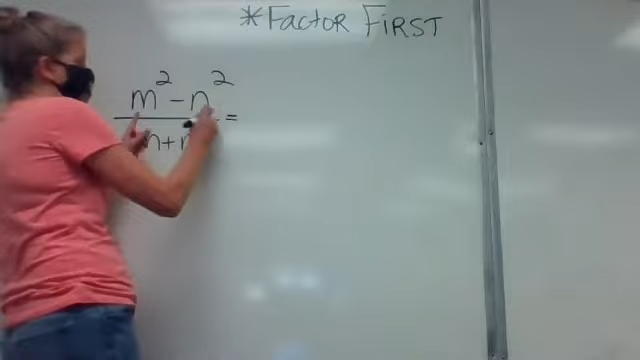 *FACTOR FIRST
m² - n²
n+
=